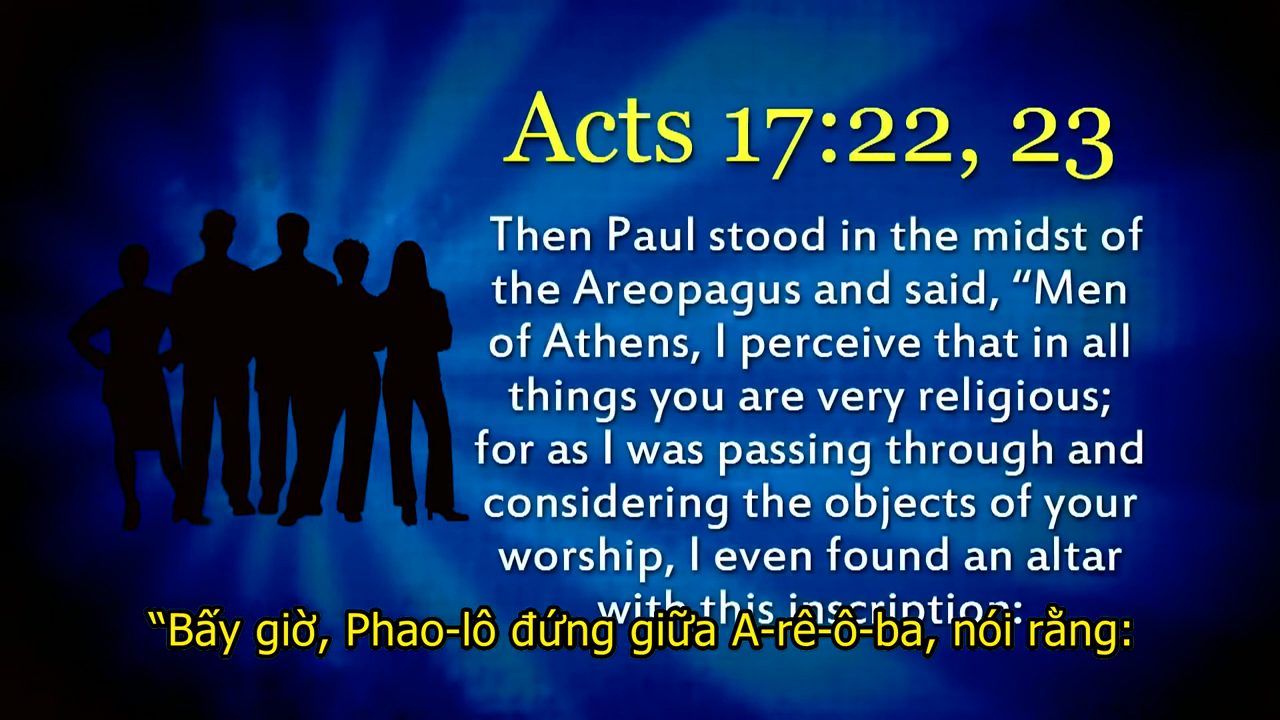 Acts 17:22, 23
Then Paul stood in the midst of
the Areopagus and said, “Men
of Athens, I perceive that in all
things you are very religious;
for as I was passing through and
considering the objects of your
worship, I even found an altar
with this inscription:
“Bấy giờ, Phao-lô đứng giữa A-rê-ô-ba, nói rằng: